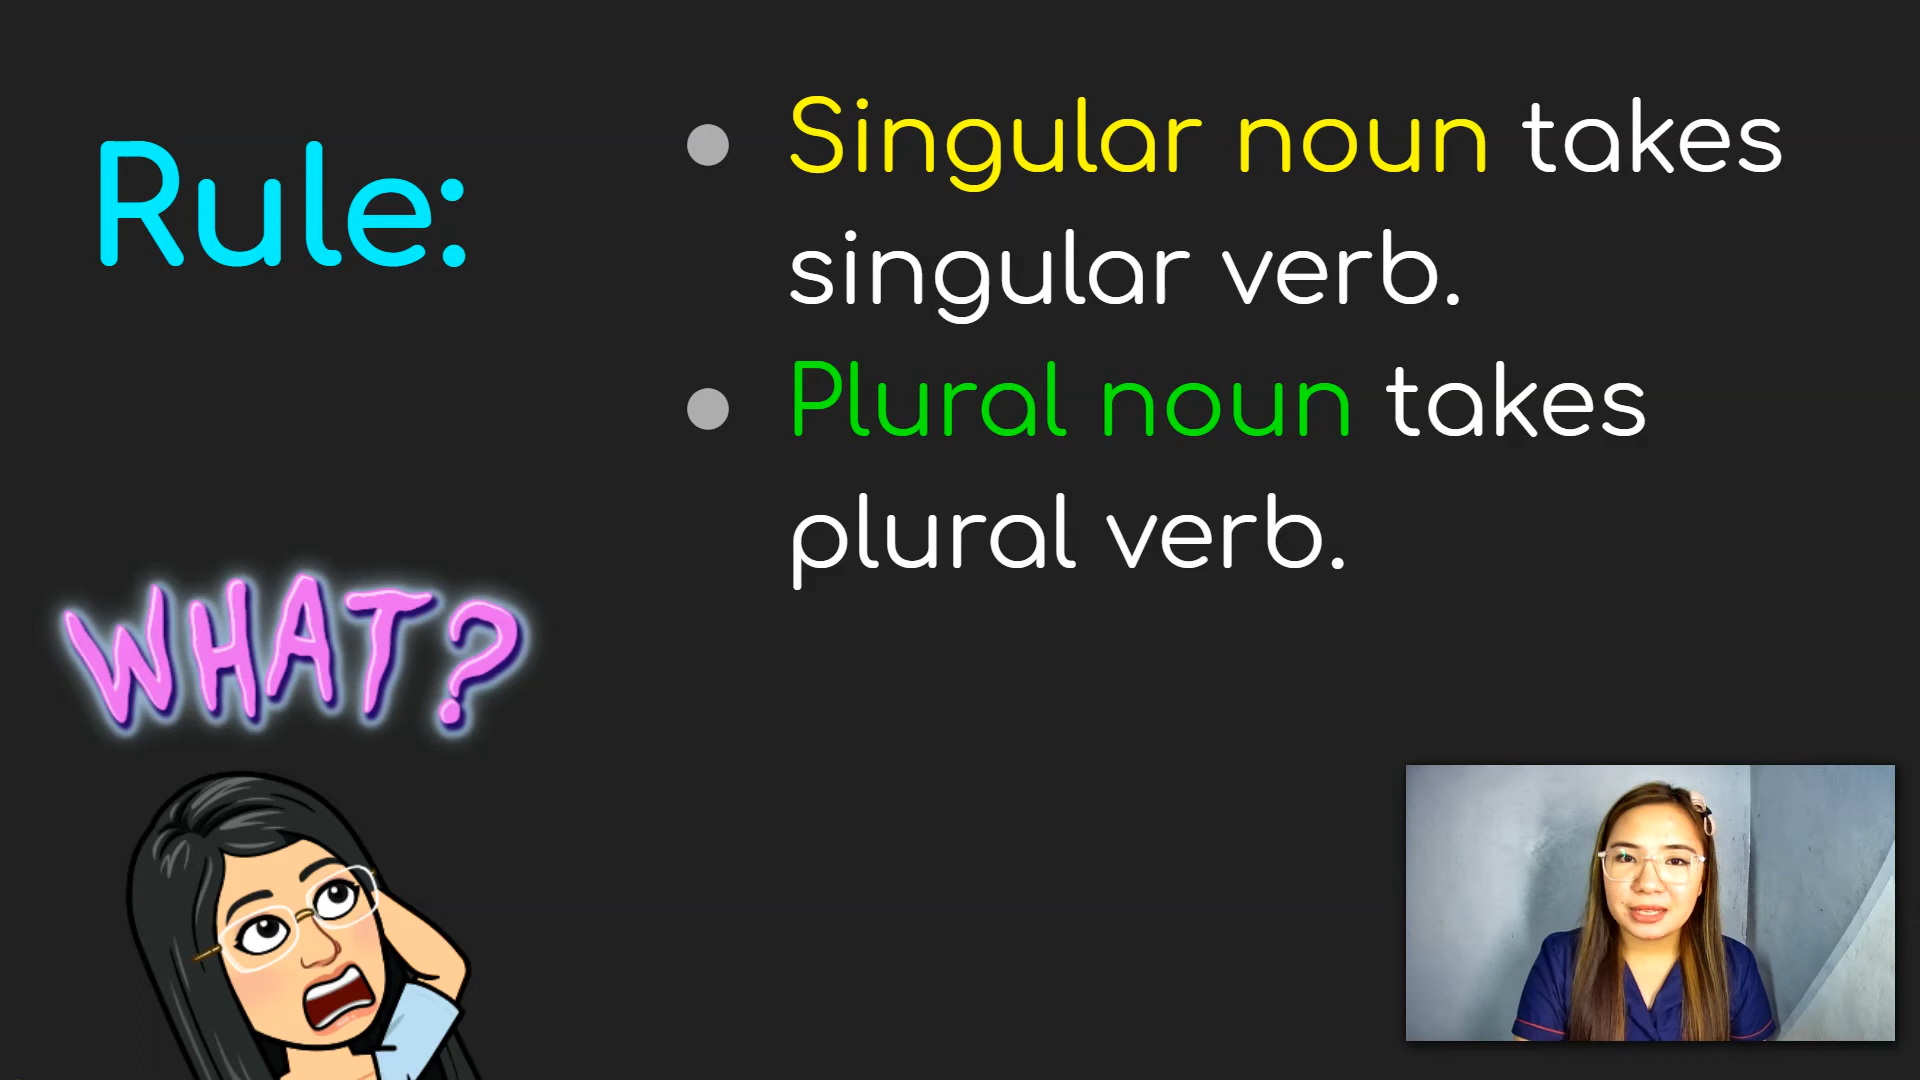 Rule:
Singular noun takes
singular verb.
Plural noun takes
plural verb.
WHAT?